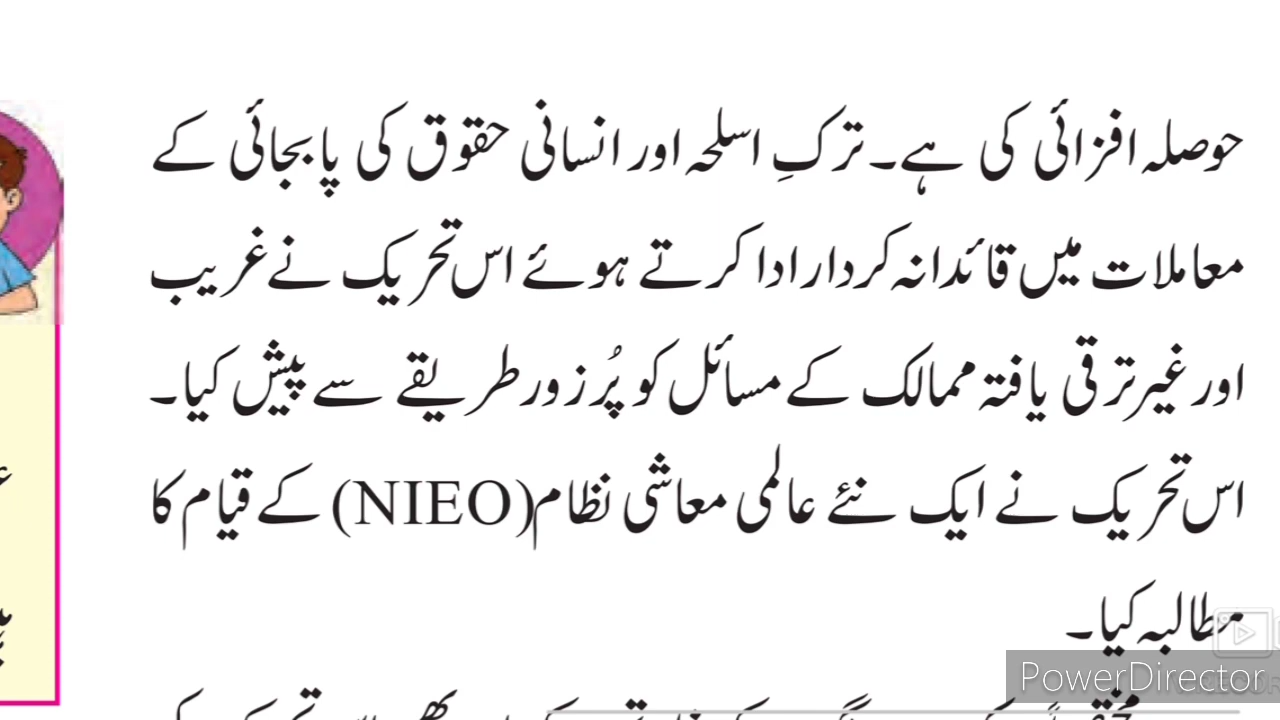 حوصلہ افزائی کی ہے۔ ترکِ اسلحہ اور انسانی حقوق کی پابجائی کے
معاملات میں قائدانہ کردار ادا کرتے ہوئے اس تحریک نے غریب
اور غیر ترقی یافتہ ممالک کے مسائل کو پُر زور طریقے سے پیش کیا۔
اس تحریک نے ایک نئے عالمی معاشی نظام (NIEO) کے قیام کا
مطالبہ کیا۔
PowerDirector